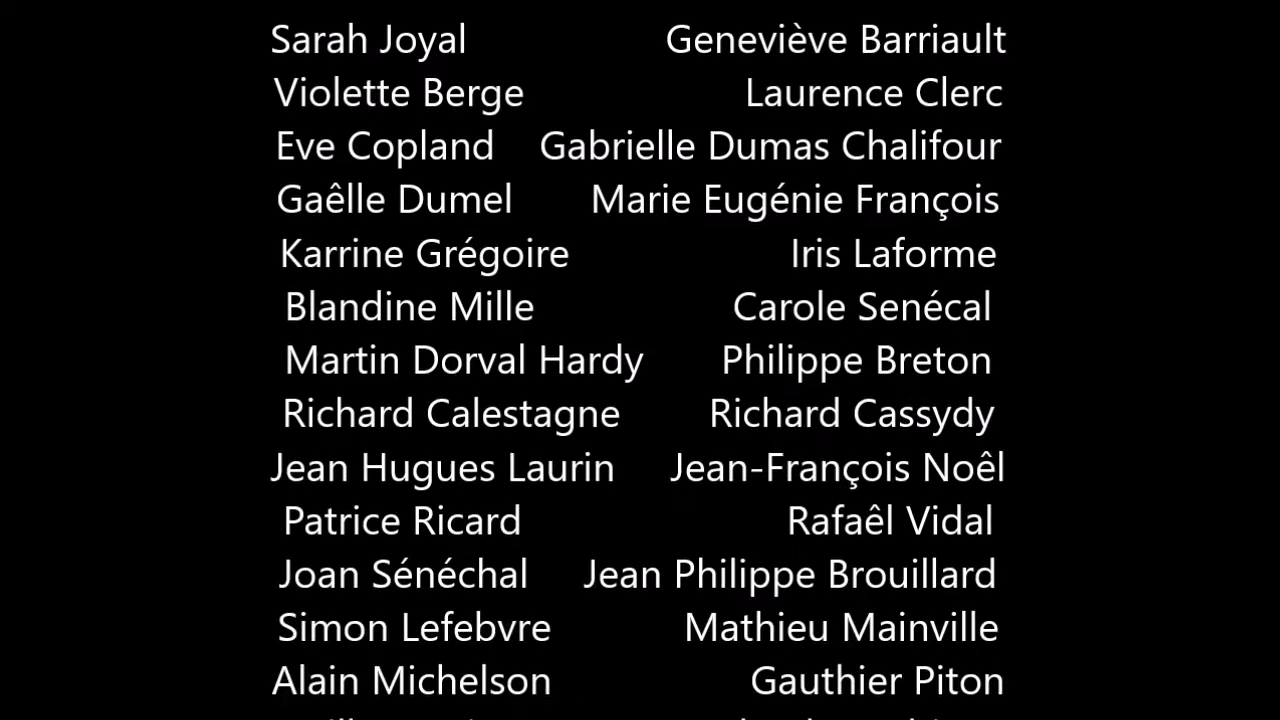 Sarah Joyal Geneviève Barriault
Violette Berge Laurence Clerc
Eve Copland Gabrielle Dumas Chalifour
Gaêlle Dumel Marie Eugénie François
Karrine Grégoire Iris Laforme
Blandine Mille Carole Senécal
Martin Dorval Hardy Philippe Breton
Richard Calestagne Richard Cassydy
Jean Hugues Laurin Jean-François Noêl
Patrice Ricard Rafaêl Vidal
Joan Sénéchal Jean Philippe Brouillard
Simon Lefebvre Mathieu Mainville
Alain Michelson Gauthier Piton